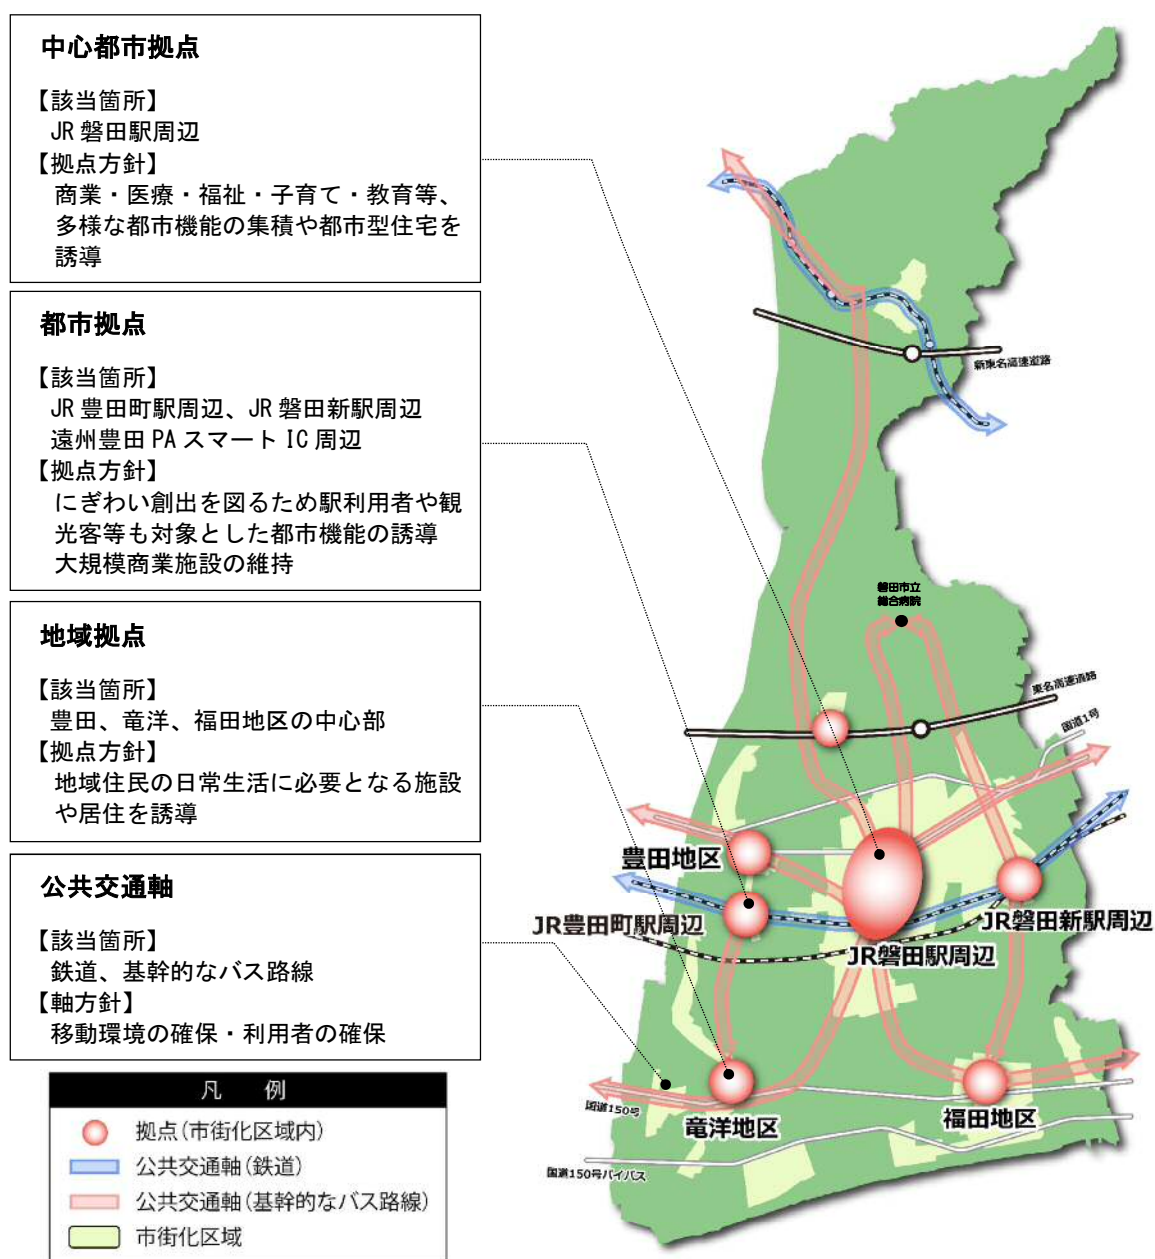 中心都市拠点
【該当箇所】
JR 磐田駅周辺
【拠点方針】
商業・医療・福祉・子育て・教育等、
多様な都市機能の集積や都市型住宅を
誘導
都市拠点
【該当箇所】
JR 豊田町駅周辺、JR 磐田新駅周辺
遠州豊田 PA スマート IC 周辺
【拠点方針】
にぎわい創出を図るため駅利用者や観
光客等も対象とした都市機能の誘導
大規模商業施設の維持
地域拠点
【該当箇所】
豊田、竜洋、福田地区の中心部
【拠点方針】
地域住民の日常生活に必要となる施設
や居住を誘導
公共交通軸
【該当箇所】
鉄道、基幹的なバス路線
【軸方針】
移動環境の確保・利用者の確保
凡 例
拠点(市街化区域内)
公共交通軸(鉄道)
公共交通軸(基幹的なバス路線)
市街化区域
新東名高速道路
磐田市立
総合病院
東名高速道路
国道1号
豊田地区
JR豊田町駅周辺
JR磐田駅周辺
JR磐田新駅周辺
国道150号
竜洋地区
福田地区
国道150号バイパス